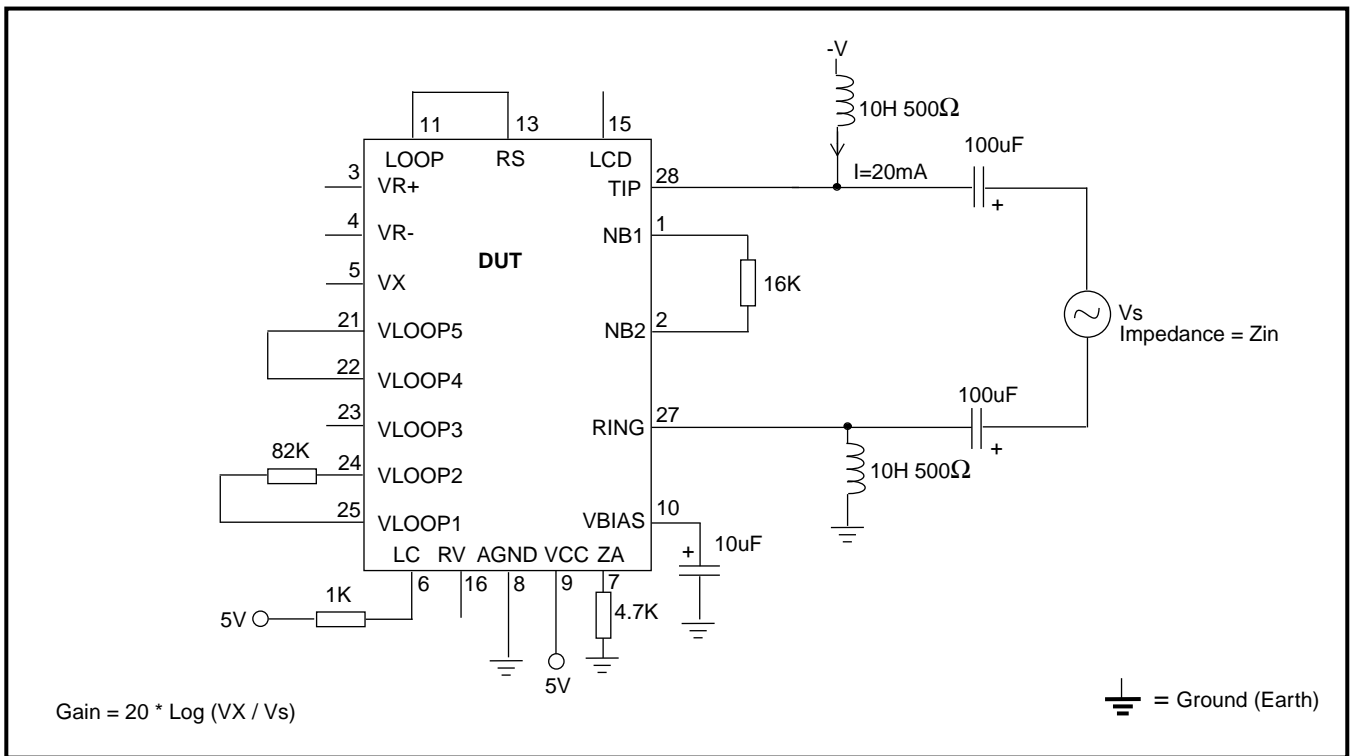 -V
10H 500Ω
100uF
11
13
15
LOOP
RS
LCD
3
VR+
TIP
28
I=20mA
+
4
VR-
NB1
1
DUT
5
VX
16K
21
VLOOP5
NB2
2
Vs
Impedance = Zin
22
VLOOP4
23
VLOOP3
RING
27
100uF
+
82K
24
VLOOP2
10H 500Ω
25
VLOOP1
VBIAS
10
+
10uF
LC RV AGND VCC ZA
6
16
8
9
7
1K
5V
4.7K
5V
Gain = 20 * Log (VX / Vs)
= Ground (Earth)